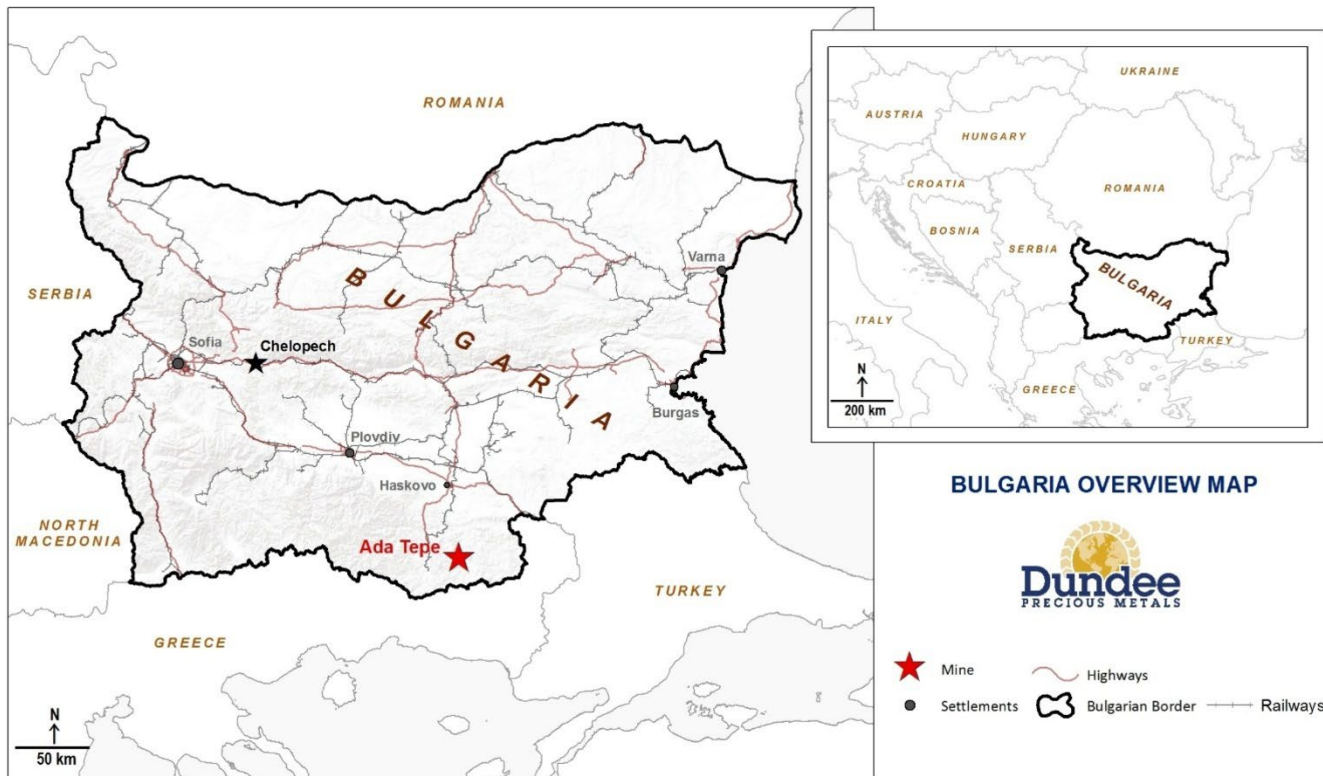 ROMANIA
SERBIA
BULGARIA
Varna
Sofia
Chelopech
Burgas
Plovdiv
Haskovo
NORTH
MACEDONIA
Ada Tepe
TURKEY
GREECE
N
50 km
UKRAINE
AUSTRIA
HUNGARY
CROATIA
ROMANIA
BOSNIA
SERBIA
BULGARIA
ITALY
TURKEY
GREECE
N
200 km
BULGARIA OVERVIEW MAP
Dundee
PRECIOUS METALS
Mine
Highways
Settlements
Bulgarian Border
Railways